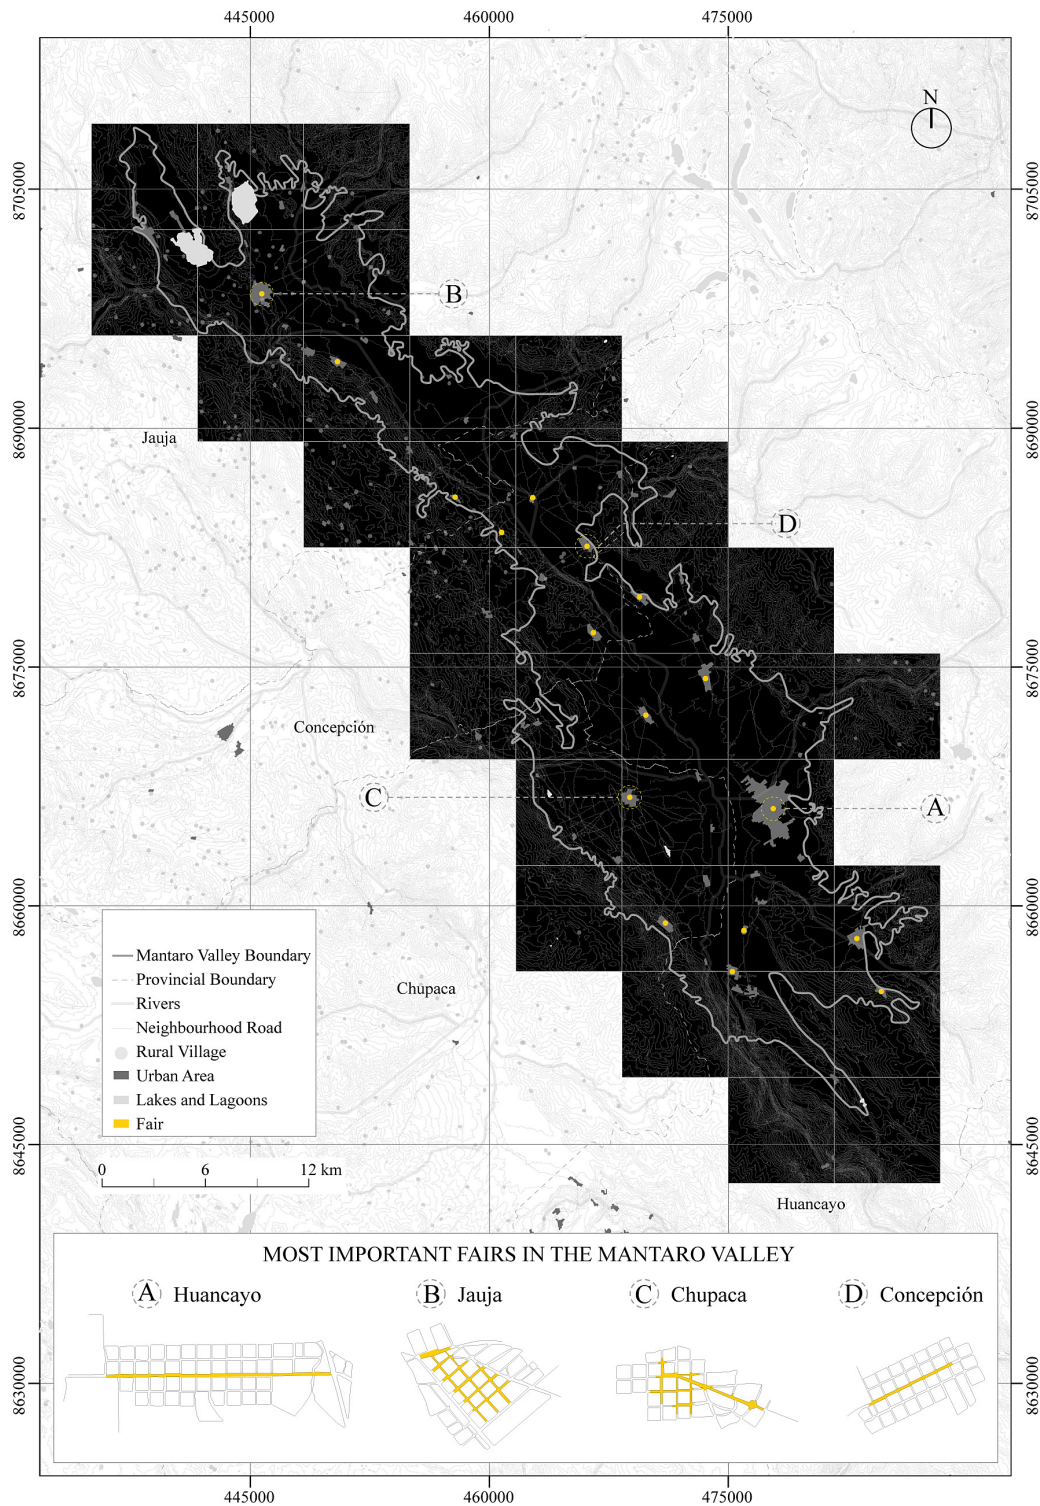 445000 460000 475000
N
8705000 8705000
B
8690000 8690000
Jauja
D
8675000 8675000
Concepción
C
A
8660000 8660000
Mantaro Valley Boundary
Provincial Boundary
Rivers
Neighbourhood Road
Rural Village
Urban Area
Lakes and Lagoons
Fair
Chupaca
8645000 8645000
0 6 12 km
Huancayo
MOST IMPORTANT FAIRS IN THE MANTARO VALLEY
A Huancayo B Jauja C Chupaca D Concepción
8630000 8630000
445000 460000 475000